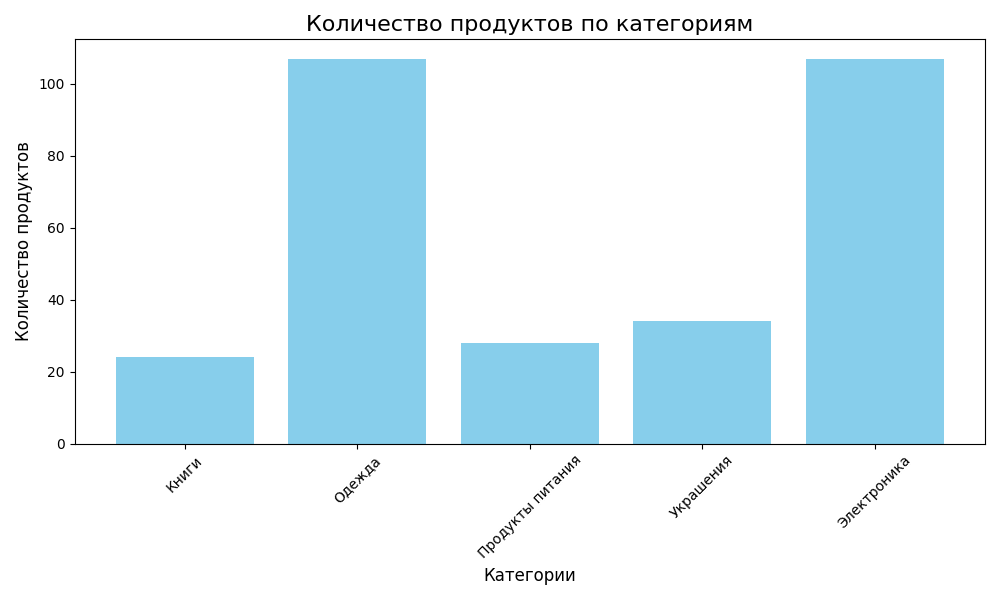 Количество продуктов по категориям
Количество продуктов
100
80
60
40
20
0
Книги
Одежда
Продукты питания
Украшения
Электроника
Категории